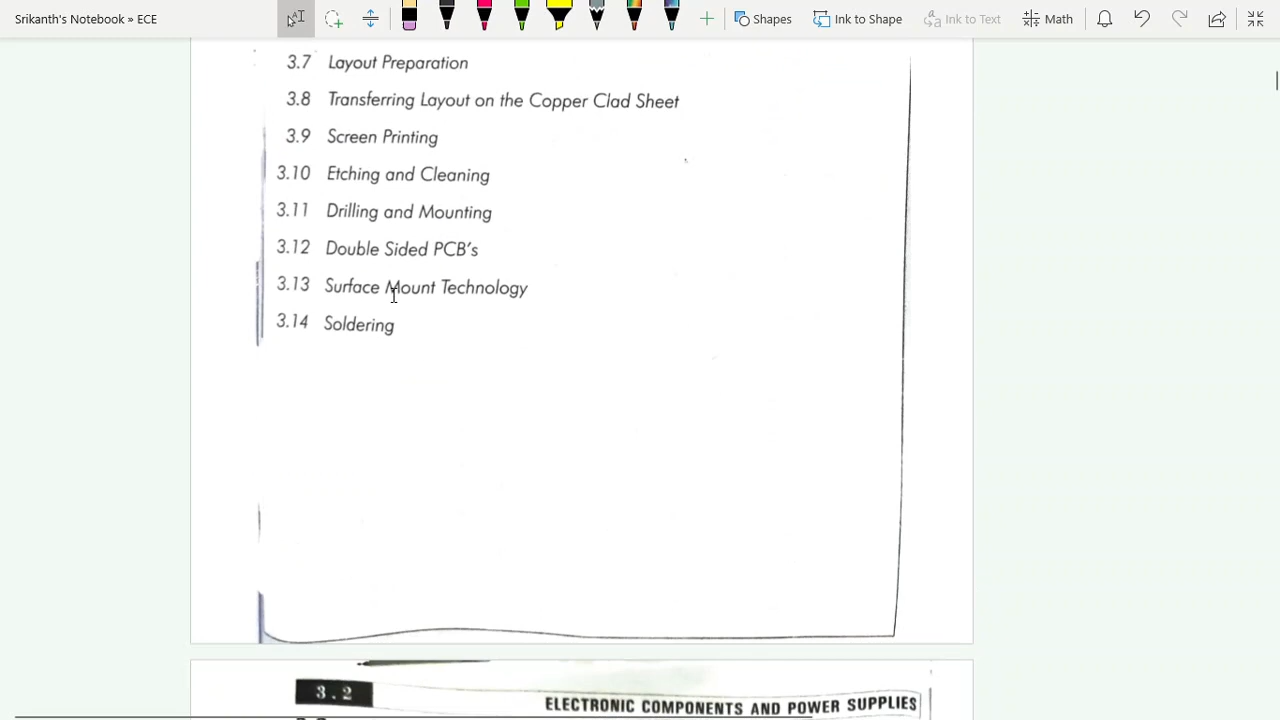 Srikanth's Notebook » ECE
Shapes
Ink to Shape
Ink to Text
Math
3.7 Layout Preparation
3.8 Transferring Layout on the Copper Clad Sheet
3.9 Screen Printing
3.10 Etching and Cleaning
3.11 Drilling and Mounting
3.12 Double Sided PCB's
3.13 Surface Mount Technology
3.14 Soldering
3.2
ELECTRONIC COMPONENTS AND POWER SUPPLIES